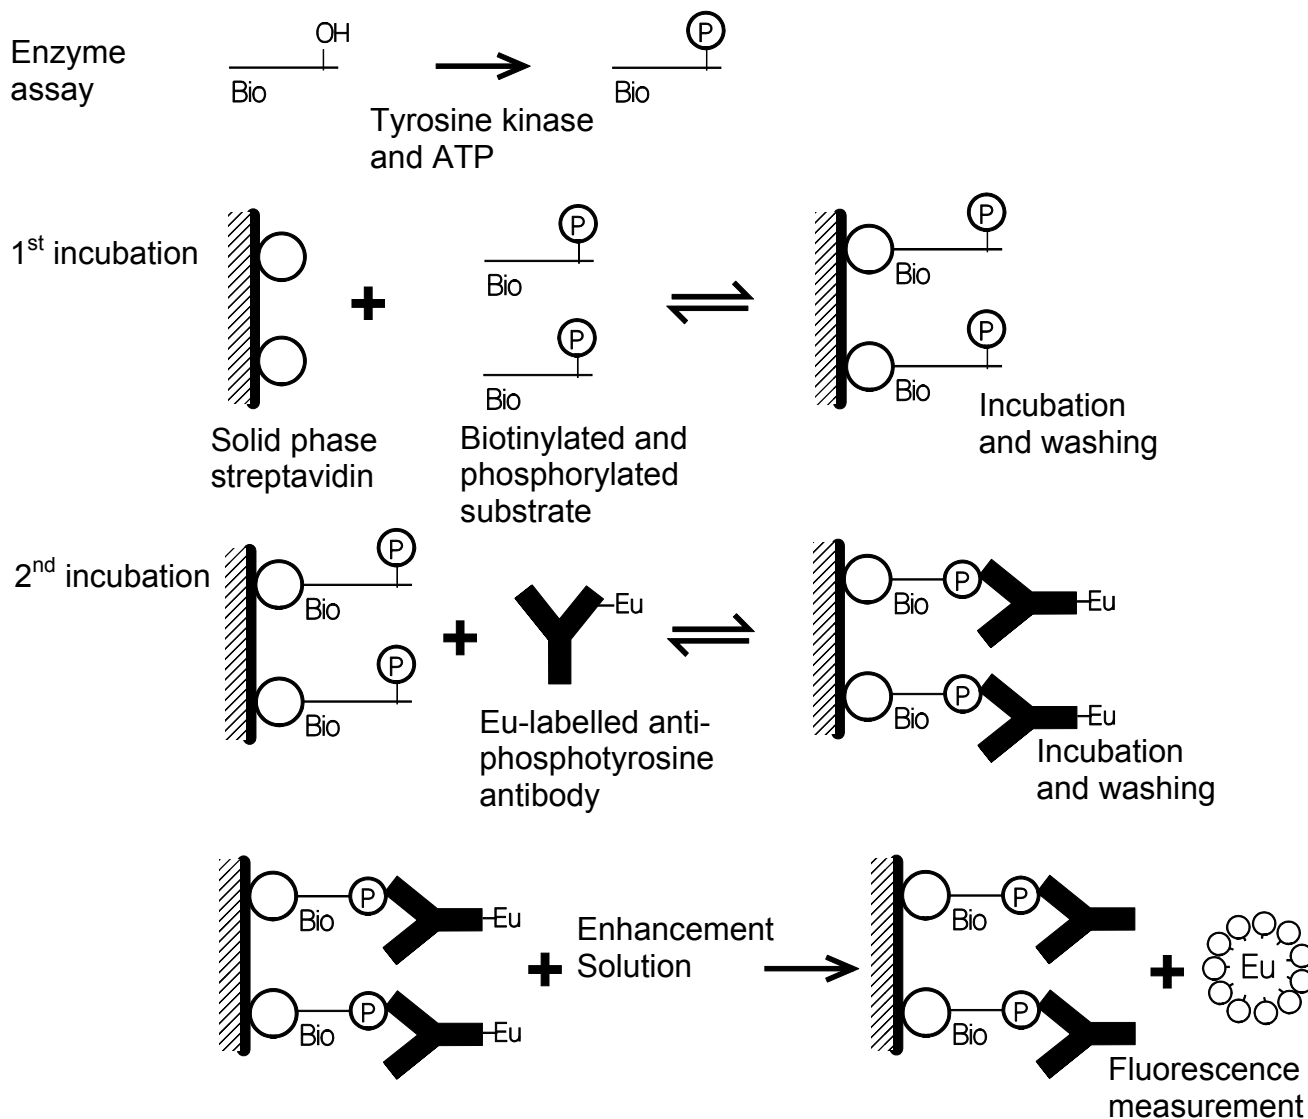 Enzyme
assay
OH
Bio
Tyrosine kinase
and ATP
P
Bio
1st incubation
Solid phase
streptavidin
P
Bio
P
Bio
Biotinylated and
phosphorylated
substrate
P
Bio
P
Bio
Incubation
and washing
2nd incubation
P
Bio
P
Bio
Eu
Eu-labelled anti-
phosphotyrosine
antibody
P
Bio
Eu
P
Bio
Eu
Incubation
and washing
P
Bio
Eu
P
Bio
Eu
Enhancement
Solution
P
Bio
P
Bio
Eu
Fluorescence
measurement